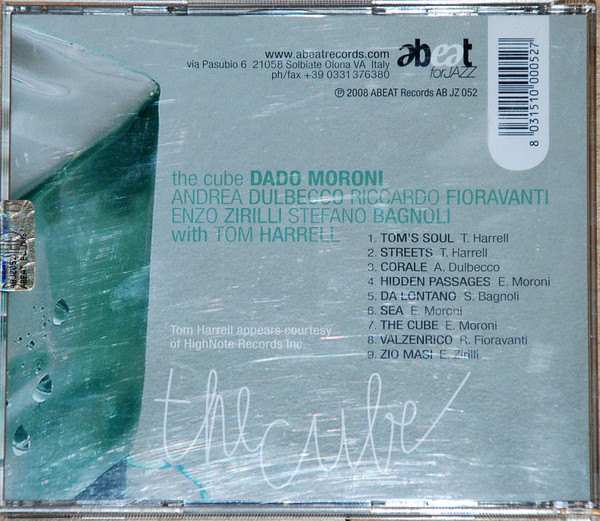 www.abeatrecords.com
via Pasubio 6 21058 Solbiate Olona VA Italy
ph/fax +39 0331 376380
℗ 2008 ABEAT Records AB JZ 052
abeat
forJAZZ
8 031510 000527
the cube DADO MORONI
ANDREA DULBECCO RICCARDO FIORAVANTI
ENZO ZIRILLI STEFANO BAGNOLI
with TOM HARRELL
1. TOM'S SOUL T. Harrell
2. STREETS T. Harrell
3. CORALE A. Dulbecco
4 HIDDEN PASSAGES E. Moroni
5. DA LONTANO S. Bagnoli
6. SEA E. Moroni
7. THE CUBE E. Moroni
8. VALZENRICO R. Fioravanti
9. ZIO MASI E. Zirilli
Tom Harrell appears courtesy
of HighNote Records Inc.
the cube